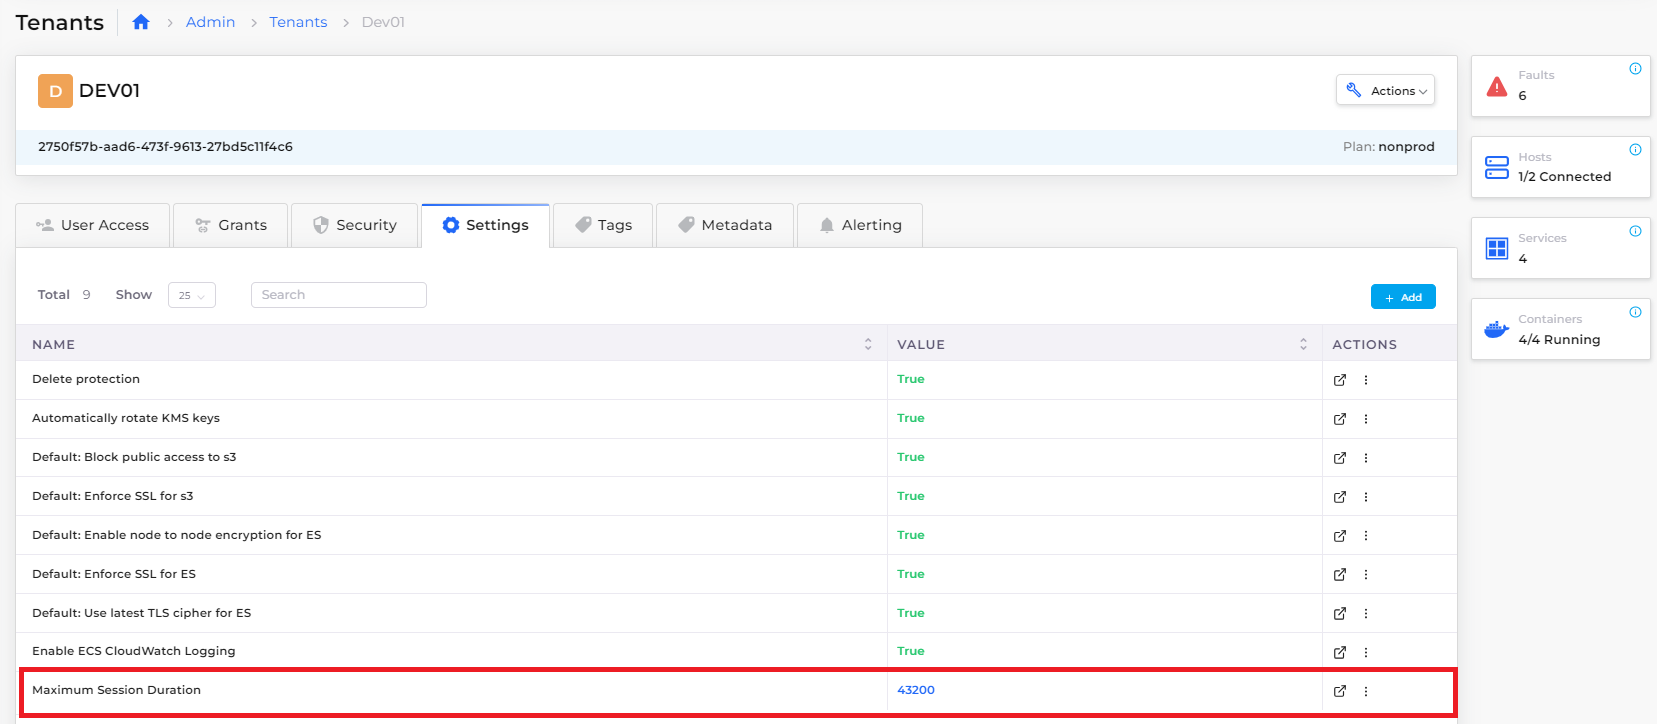 Tenants > Admin > Tenants > Dev01
D DEV01
Actions
2750f57b-aad6-473f-9613-27bd5c11f4c6
Plan: nonprod
User Access Grants Security Settings Tags Metadata Alerting
Total 9 Show 25 Search
+ Add
NAME VALUE ACTIONS
Delete protection True
Automatically rotate KMS keys True
Default: Block public access to s3 True
Default: Enforce SSL for s3 True
Default: Enable node to node encryption for ES True
Default: Enforce SSL for ES True
Default: Use latest TLS cipher for ES True
Enable ECS CloudWatch Logging True
Maximum Session Duration 43200
Faults
6
Hosts
1/2 Connected
Services
4
Containers
4/4 Running